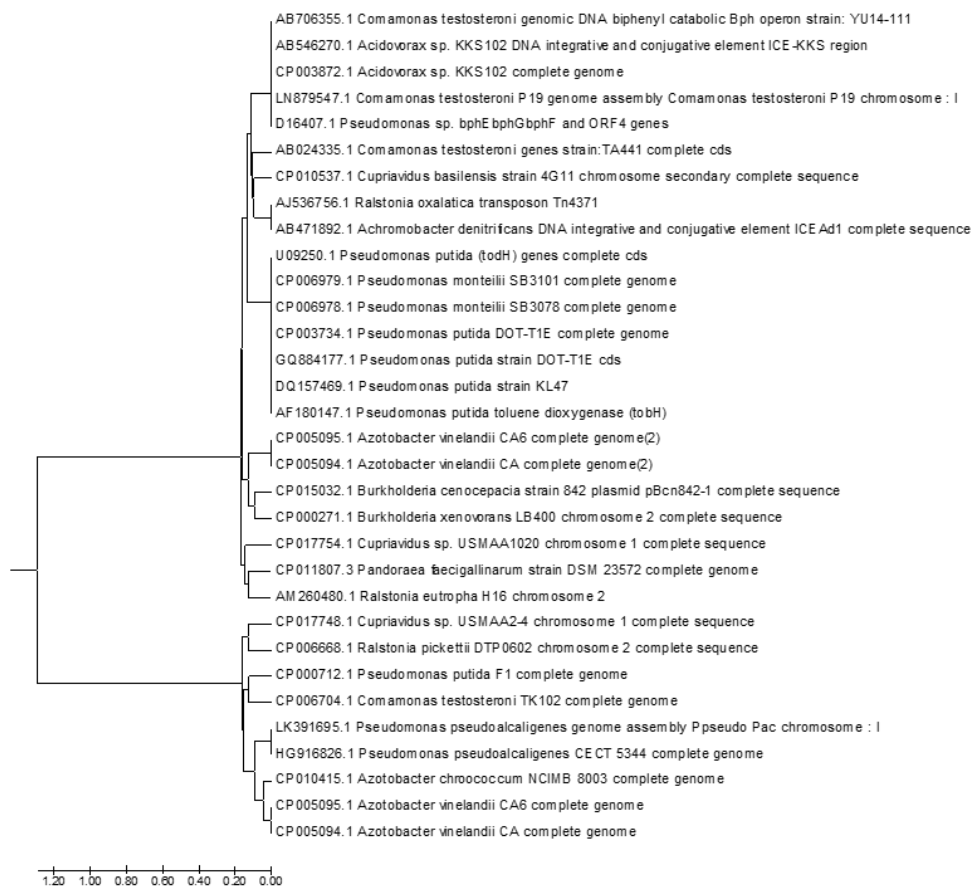 AB706355.1 Comamonas testosteroni genomic DNA biphenyl catabolic Bph operon strain: YU14-111
AB546270.1 Acidovorax sp. KKS102 DNA integrative and conjugative element ICE-KKS region
CP003872.1 Acidovorax sp. KKS102 complete genome
LN879547.1 Comamonas testosteroni P19 genome assembly Comamonas testosteroni P19 chromosome : I
D16407.1 Pseudomonas sp. bphEbphGbphF and ORF4 genes
AB024335.1 Comamonas testosteroni genes strain:TA441 complete cds
CP010537.1 Cupriavidus basilensis strain 4G11 chromosome secondary complete sequence
AJ536756.1 Ralstonia oxalatica transposon Tn4371
AB471892.1 Achromobacter denitrificans DNA integrative and conjugative element ICEAd1 complete sequence
U09250.1 Pseudomonas putida (todH) genes complete cds
CP006979.1 Pseudomonas monteilii SB3101 complete genome
CP006978.1 Pseudomonas monteilii SB3078 complete genome
CP003734.1 Pseudomonas putida DOT-T1E complete genome
GQ884177.1 Pseudomonas putida strain DOT-T1E cds
DQ157469.1 Pseudomonas putida strain KL47
AF180147.1 Pseudomonas putida toluene dioxygenase (tobH)
CP005095.1 Azotobacter vinelandii CA6 complete genome(2)
CP005094.1 Azotobacter vinelandii CA complete genome(2)
CP015032.1 Burkholderia cenocepacia strain 842 plasmid pBcn842-1 complete sequence
CP000271.1 Burkholderia xenovorans LB400 chromosome 2 complete sequence
CP017754.1 Cupriavidus sp. USMAA1020 chromosome 1 complete sequence
CP011807.3 Pandoraea faecigallinarum strain DSM 23572 complete genome
AM260480.1 Ralstonia eutropha H16 chromosome 2
CP017748.1 Cupriavidus sp. USMAA2-4 chromosome 1 complete sequence
CP006668.1 Ralstonia pickettii DTP0602 chromosome 2 complete sequence
CP000712.1 Pseudomonas putida F1 complete genome
CP006704.1 Comamonas testosteroni TK102 complete genome
LK391695.1 Pseudomonas pseudoalcaligenes genome assembly Ppseudo Pac chromosome : I
HG916826.1 Pseudomonas pseudoalcaligenes CECT 5344 complete genome
CP010415.1 Azotobacter chroococcum NCIMB 8003 complete genome
CP005095.1 Azotobacter vinelandii CA6 complete genome
CP005094.1 Azotobacter vinelandii CA complete genome
1.20 1.00 0.80 0.60 0.40 0.20 0.00